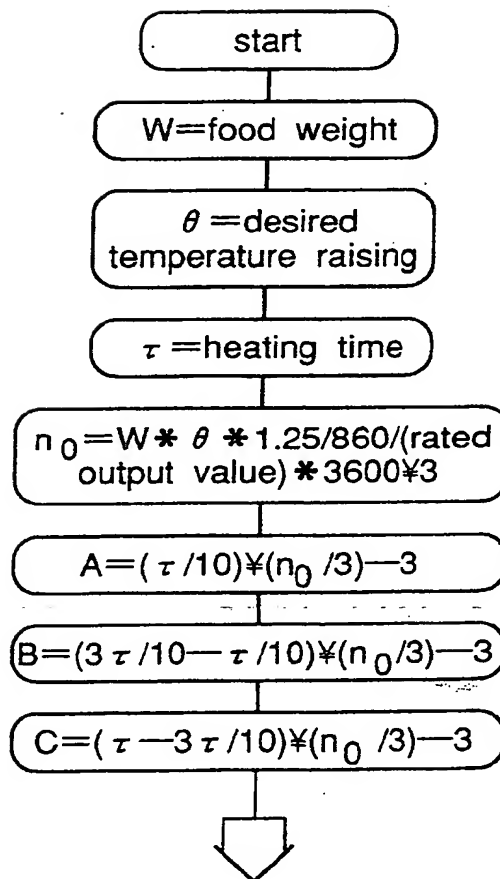 start
W=food weight
θ=desired
temperature raising
τ=heating time
n₀=W * θ * 1.25/860/(rated
output value) * 3600¥3
A=(τ/10)¥(n₀/3)—3
B=(3τ/10—τ/10)¥(n₀/3)—3
C=(τ—3τ/10)¥(n₀/3)—3